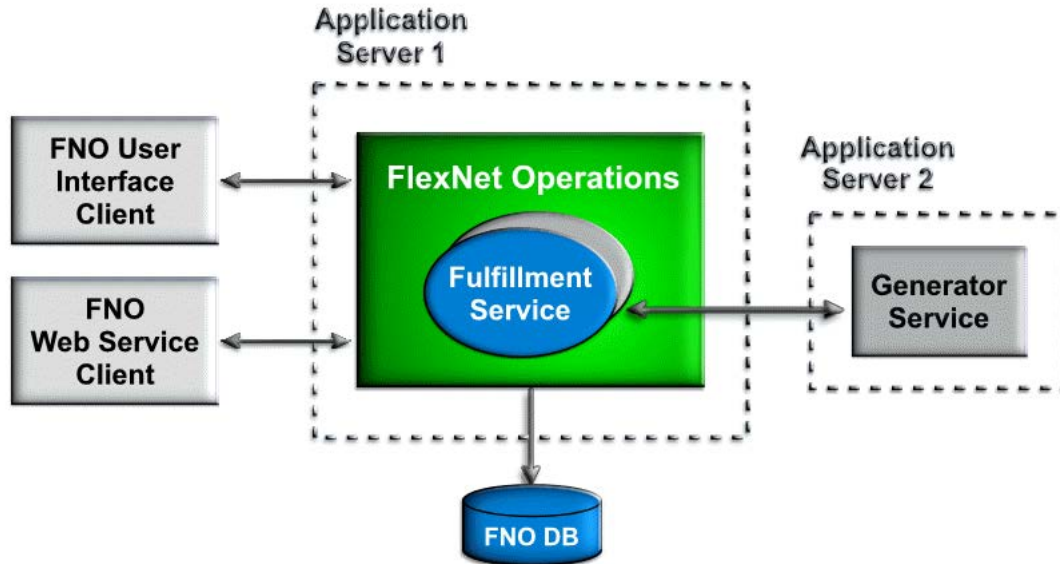 Application
Server 1
FNO User
Interface
Client
FlexNet Operations
Application
Server 2
Fulfillment
Service
Generator
Service
FNO
Web Service
Client
FNO DB